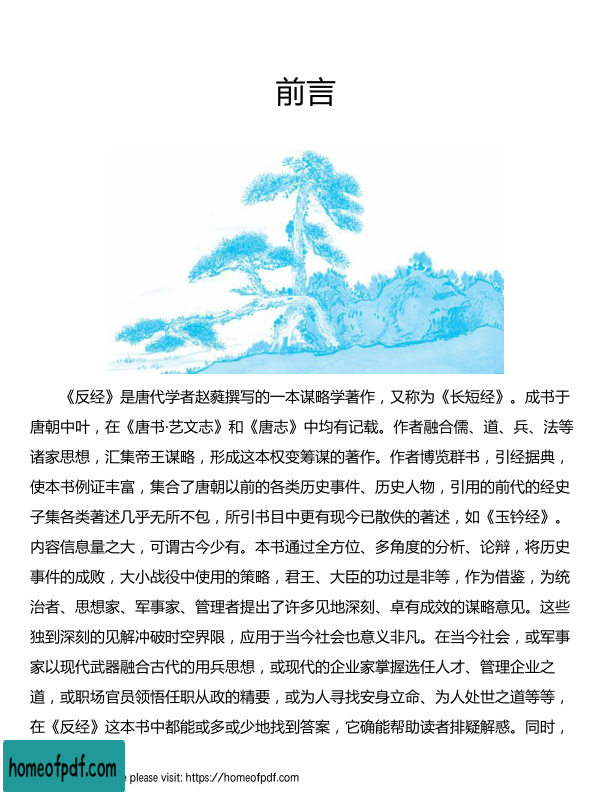 前言
《反经》是唐代学者赵蕤撰写的一本谋略学著作，又称为《长短经》。成书于
唐朝中叶，在《唐书·艺文志》和《唐志》中均有记载。作者融合儒、道、兵、法等
诸家思想，汇集帝王谋略，形成这本权变筹谋的著作。作者博览群书，引经据典，
使本书例证丰富，集合了唐朝以前的各类历史事件、历史人物，引用的前代的经史
子集各类著述几乎无所不包，所引书目中更有现今已散佚的著述，如《玉钤经》。
内容信息量之大，可谓古今少有。本书通过全方位、多角度的分析、论辩，将历史
事件的成败，大小战役中使用的策略，君王、大臣的功过是非等，作为借鉴，为统
治者、思想家、军事家、管理者提出了许多见地深刻、卓有成效的谋略意见。这些
独到深刻的见解冲破时空界限，应用于当今社会也意义非凡。在当今社会，或军事
家以现代武器融合古代的用兵思想，或现代的企业家掌握选任人才、管理企业之
道，或职场官员领悟任职从政的精要，或为人寻找安身立命、为人处世之道等等，
在《反经》这本书中都能或多或少地找到答案，它确能帮助读者排疑解惑。同时，
homeofpdf.com
please visit: https://homeofpdf.com